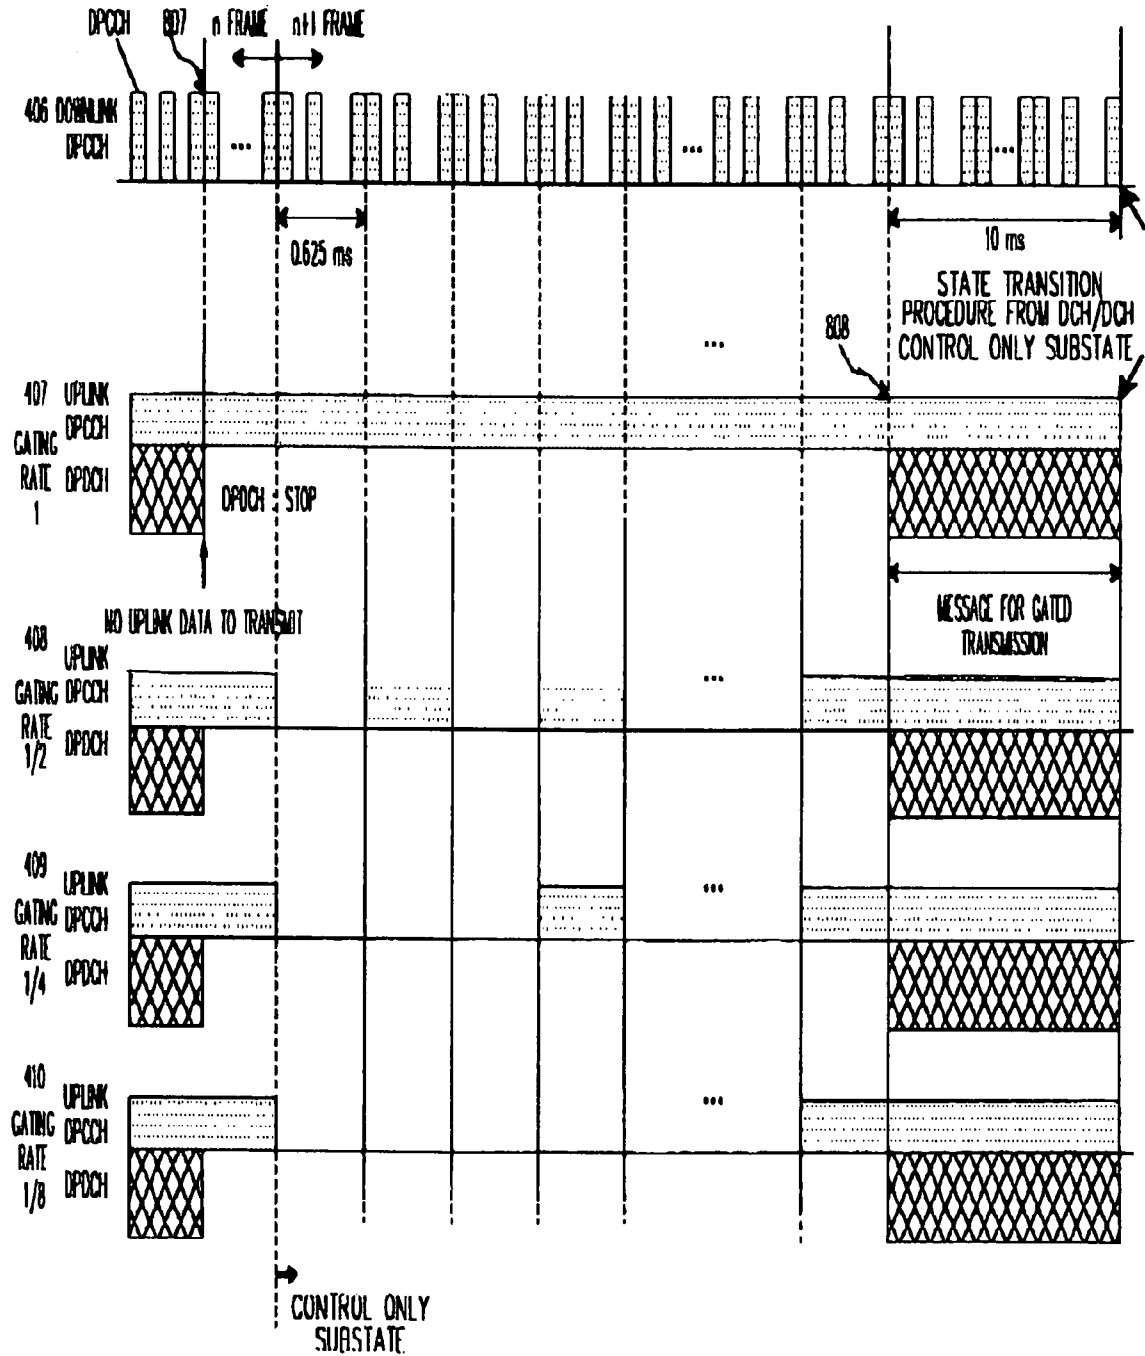 DPCCH 807 n FRAME n+1 FRAME
406 DOWNLINK
DPCCH
...
...
...
0.625 ms
10 ms
STATE TRANSITION
PROCEDURE FROM DCH/DCH
CONTROL ONLY SUBSTATE
...
808
407 UPLINK
DPCCH
GATING
RATE DPDCH
1
DPDCH : STOP
NO UPLINK DATA TO TRANSMIT
MESSAGE FOR GATED
TRANSMISSION
408 UPLINK
GATING DPCCH
RATE
1/2 DPDCH
...
409 UPLINK
GATING DPCCH
RATE
1/4 DPDCH
...
410 UPLINK
GATING DPCCH
RATE
1/8 DPDCH
...
CONTROL ONLY
SUBSTATE